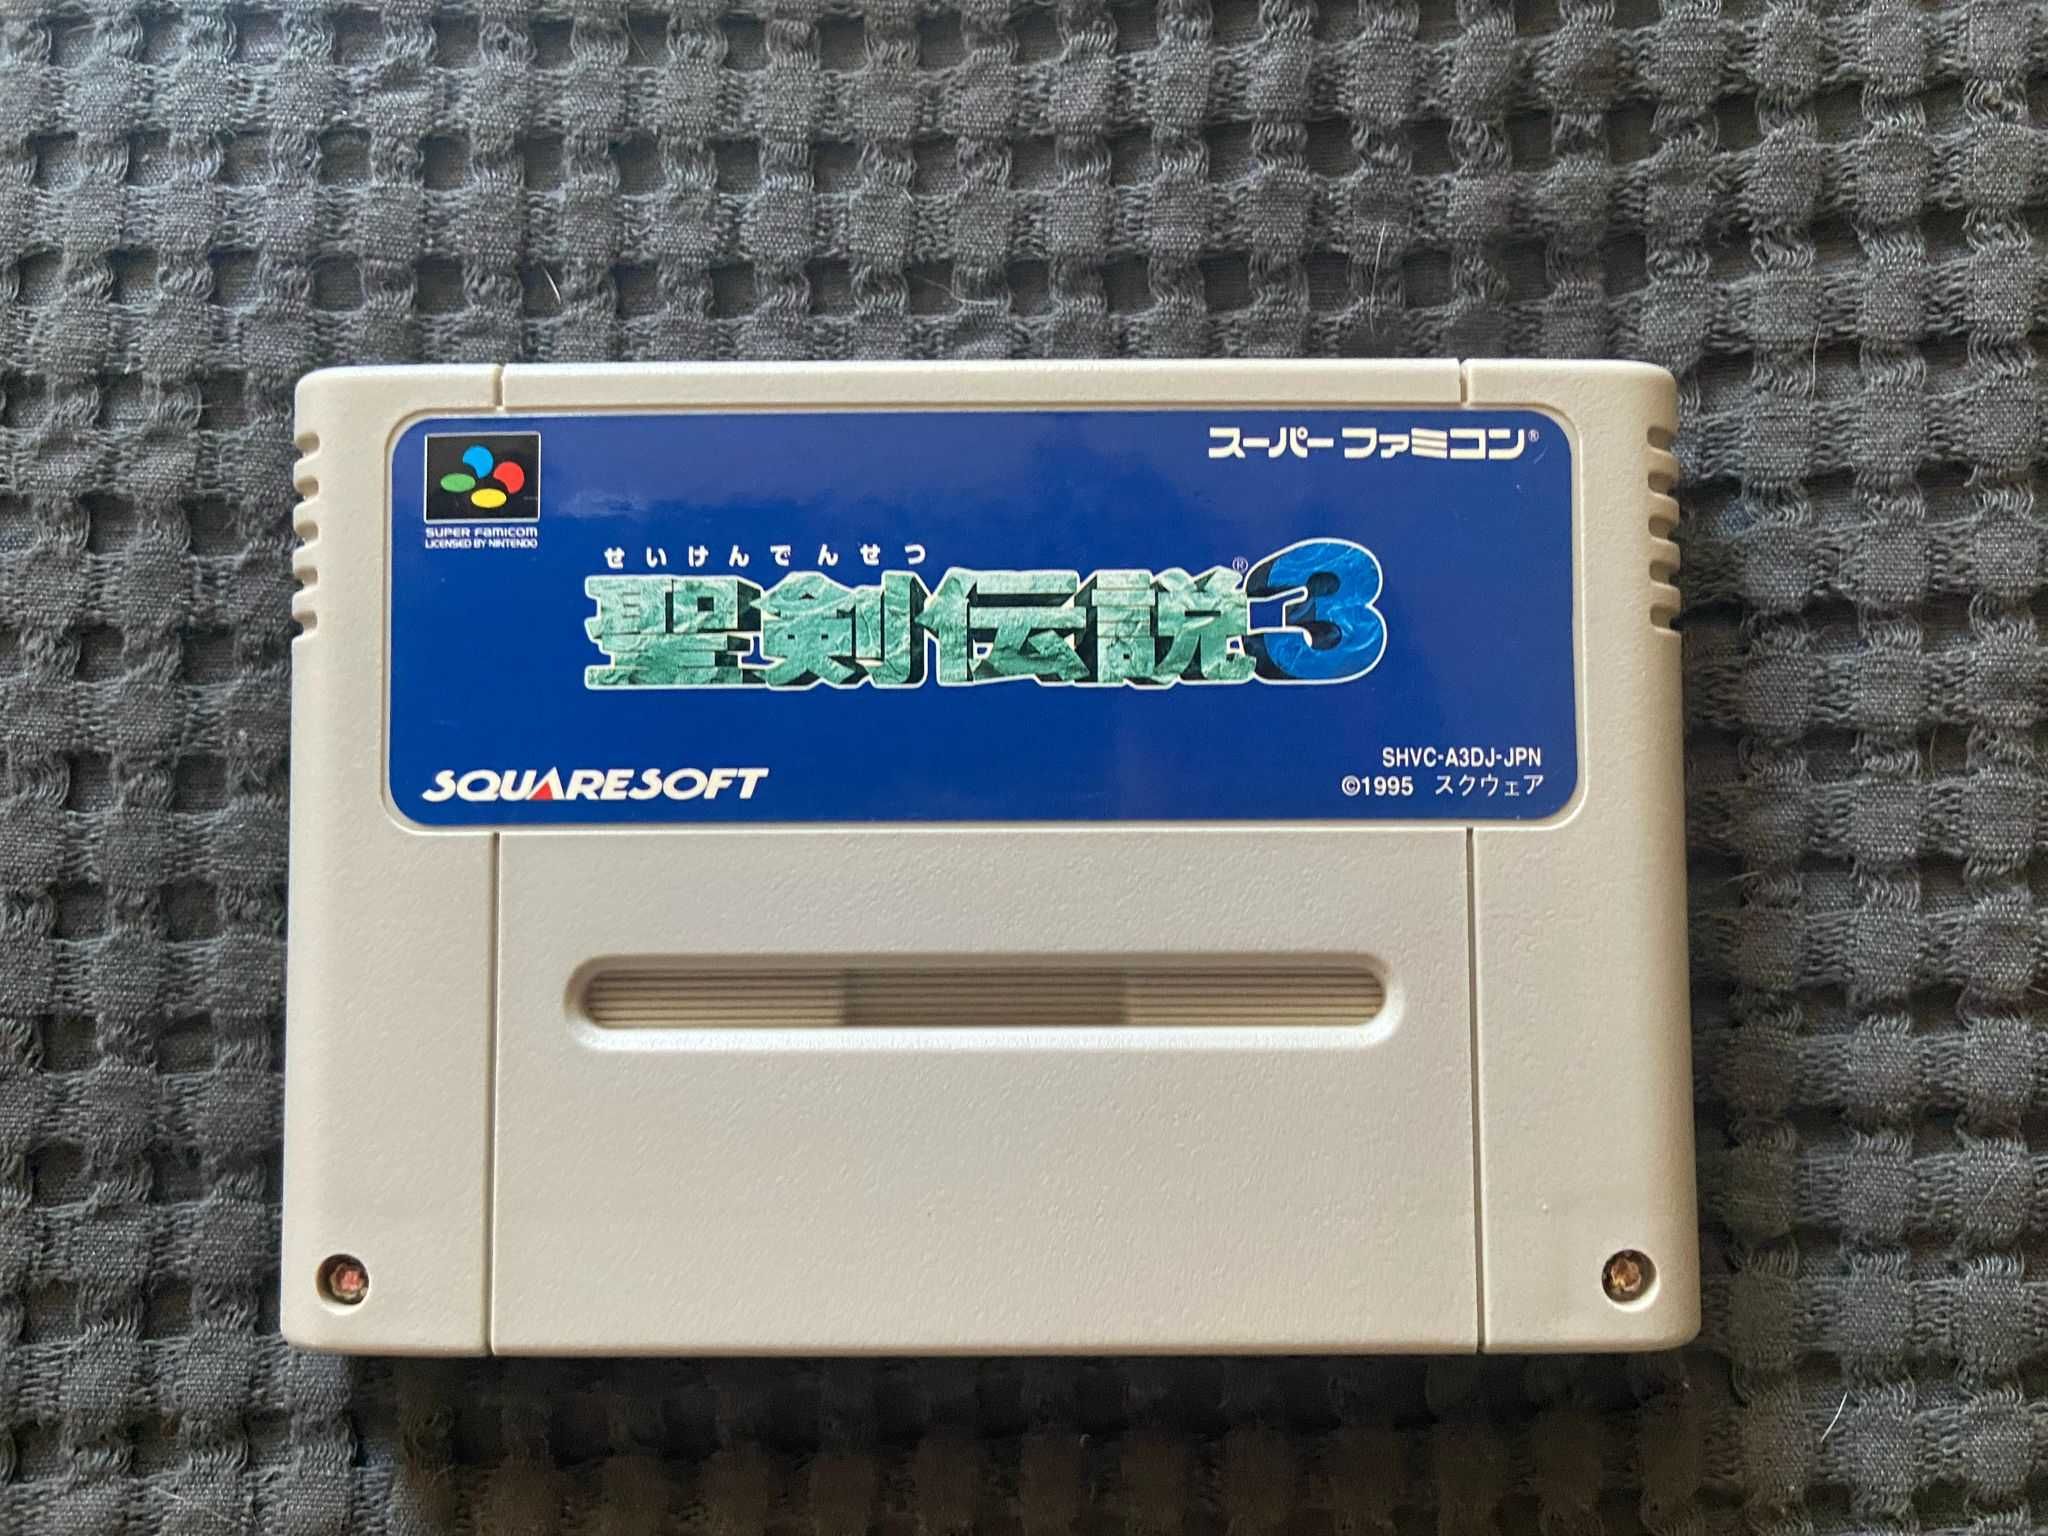 スーパーファミコン®
SUPER Famicom
LICENSED BY NINTENDO
せいけんでんせつ
聖剣伝説®3
SQUARESOFT
SHVC-A3DJ-JPN
©1995 スクウェア